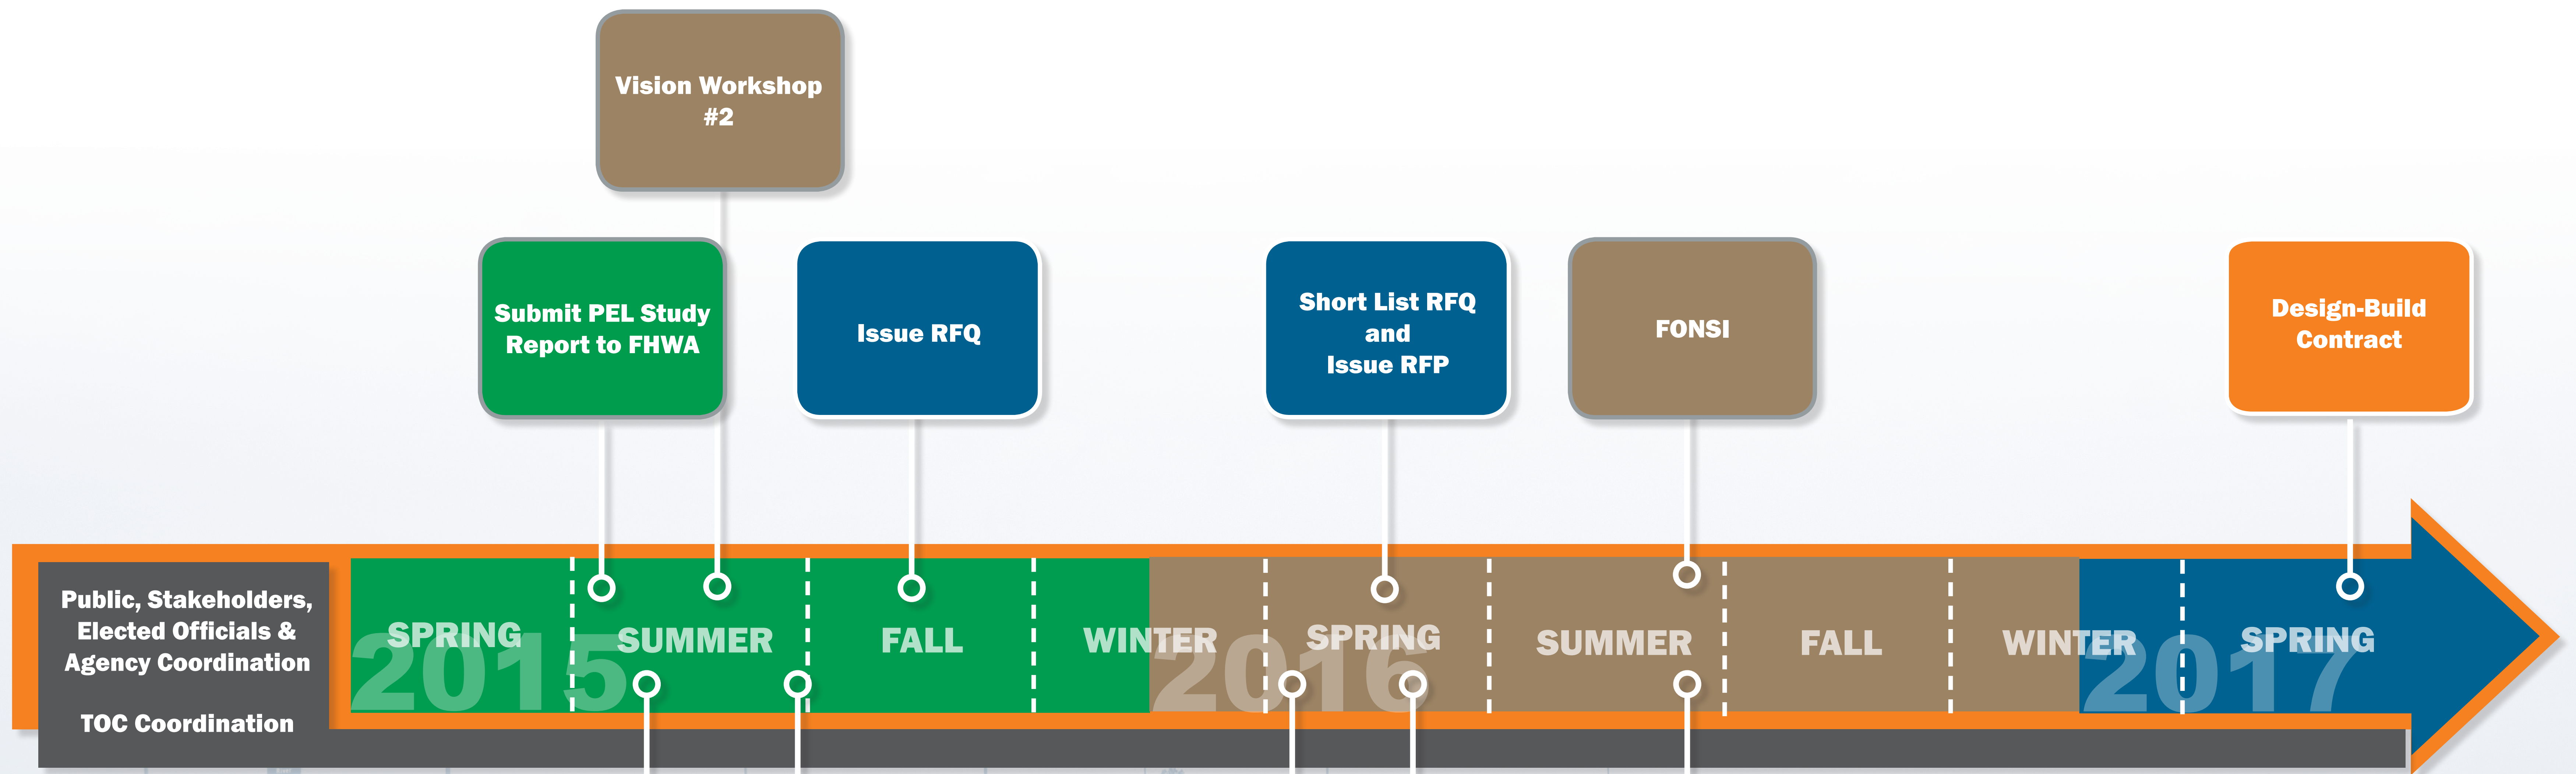 Vision Workshop
#2
Submit PEL Study
Report to FHWA
Issue RFQ
Short List RFQ
and
Issue RFP
FONSI
Design-Build
Contract
Public, Stakeholders,
Elected Officials &
Agency Coordination
TOC Coordination
SPRING
SUMMER
FALL
WINTER
SPRING
SUMMER
FALL
WINTER
SPRING
2015
2016
2017